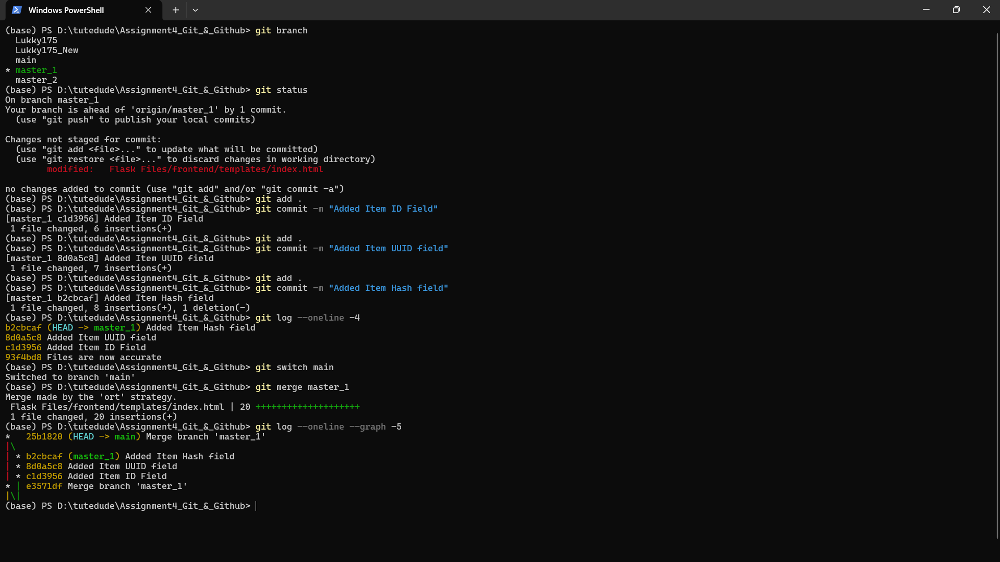 Windows PowerShell
(base) PS D:\tutedude\Assignment4_Git_&_Github> git branch
  Lukky175
  Lukky175_New
  main
* master_1
  master_2
(base) PS D:\tutedude\Assignment4_Git_&_Github> git status
On branch master_1
Your branch is ahead of 'origin/master_1' by 1 commit.
  (use "git push" to publish your local commits)

Changes not staged for commit:
  (use "git add <file>..." to update what will be committed)
  (use "git restore <file>..." to discard changes in working directory)
        modified:   Flask Files/frontend/templates/index.html

no changes added to commit (use "git add" and/or "git commit -a")
(base) PS D:\tutedude\Assignment4_Git_&_Github> git add .
(base) PS D:\tutedude\Assignment4_Git_&_Github> git commit -m "Added Item ID Field"
[master_1 c1d3956] Added Item ID Field
 1 file changed, 6 insertions(+)
(base) PS D:\tutedude\Assignment4_Git_&_Github> git add .
(base) PS D:\tutedude\Assignment4_Git_&_Github> git commit -m "Added Item UUID field"
[master_1 8d0a5c8] Added Item UUID field
 1 file changed, 7 insertions(+)
(base) PS D:\tutedude\Assignment4_Git_&_Github> git add .
(base) PS D:\tutedude\Assignment4_Git_&_Github> git commit -m "Added Item Hash field"
[master_1 b2cbcaf] Added Item Hash field
 1 file changed, 8 insertions(+), 1 deletion(-)
(base) PS D:\tutedude\Assignment4_Git_&_Github> git log --oneline -4
b2cbcaf (HEAD -> master_1) Added Item Hash field
8d0a5c8 Added Item UUID field
c1d3956 Added Item ID Field
93f4bd8 Files are now accurate
(base) PS D:\tutedude\Assignment4_Git_&_Github> git switch main
Switched to branch 'main'
(base) PS D:\tutedude\Assignment4_Git_&_Github> git merge master_1
Merge made by the 'ort' strategy.
 Flask Files/frontend/templates/index.html | 20 ++++++++++++++++++++
 1 file changed, 20 insertions(+)
(base) PS D:\tutedude\Assignment4_Git_&_Github> git log --oneline --graph -5
*   25b1820 (HEAD -> main) Merge branch 'master_1'
|\
| * b2cbcaf (master_1) Added Item Hash field
| * 8d0a5c8 Added Item UUID field
| * c1d3956 Added Item ID Field
* | e3571df Merge branch 'master_1'
|\|
(base) PS D:\tutedude\Assignment4_Git_&_Github>